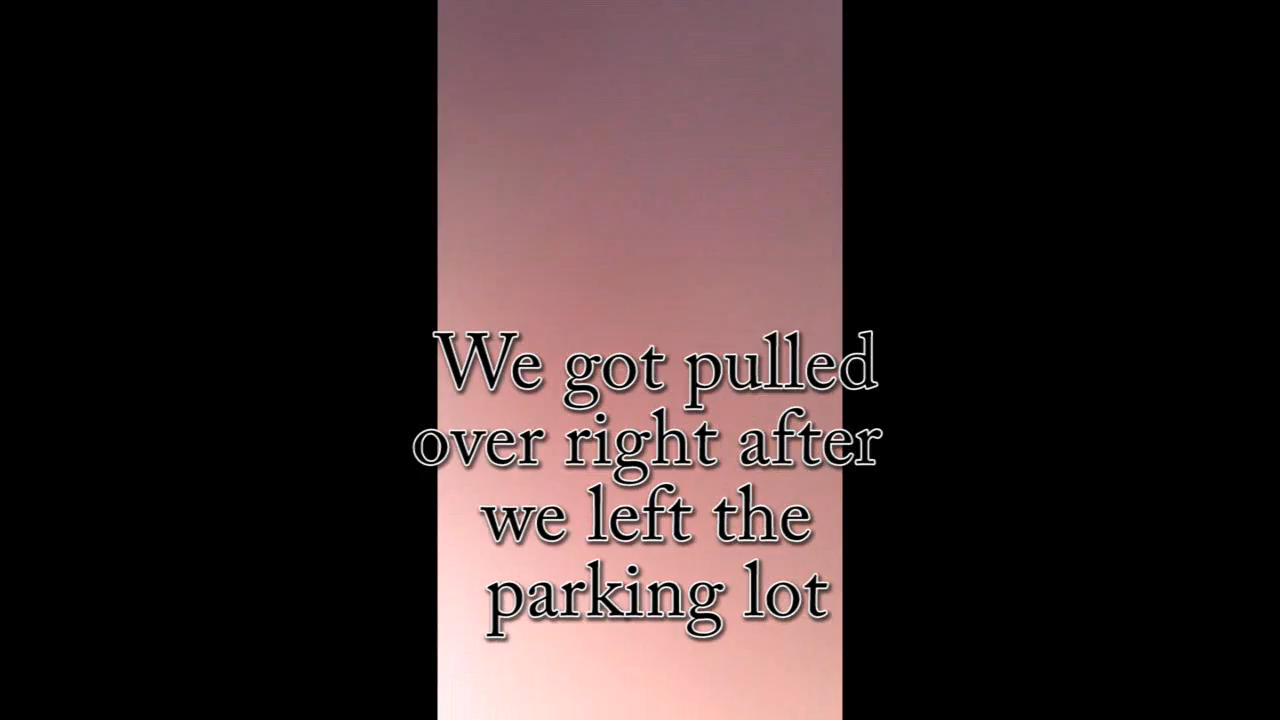 We got pulled
over right after
we left the
parking lot